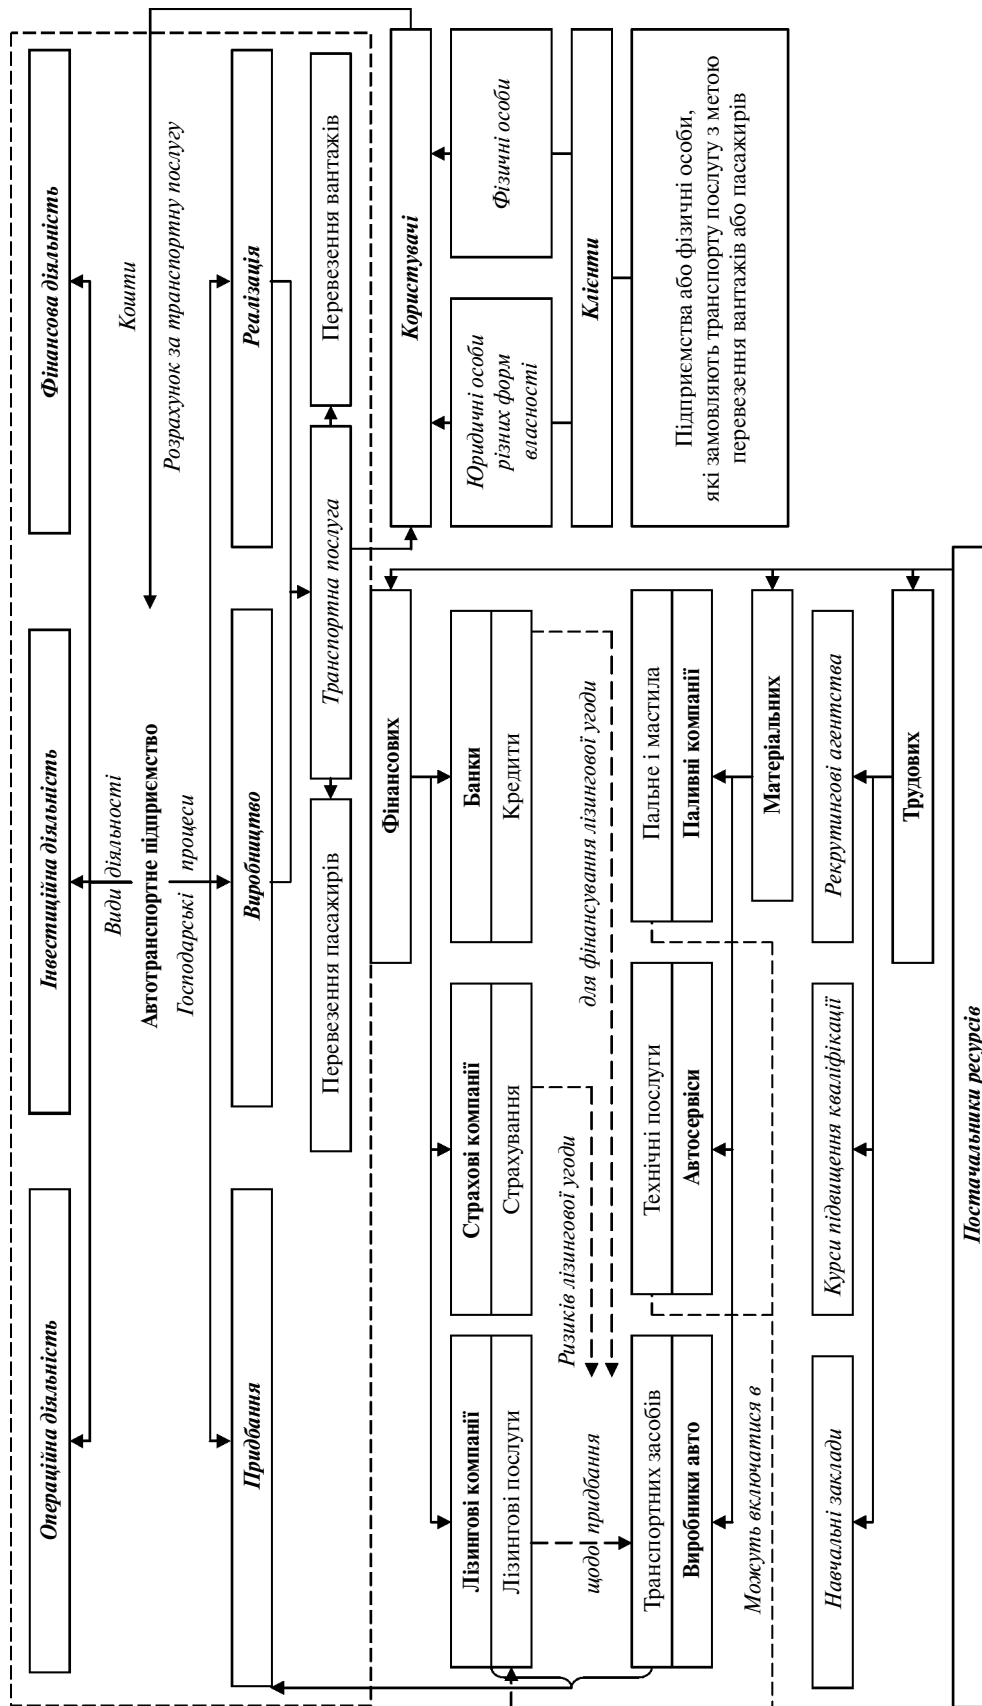 Операційна діяльність
Інвестиційна діяльність
Фінансова діяльність
Види діяльності
Кошти
Автотранспортне підприємство
Господарські процеси
Розрахунок за транспортну послугу
Придбання
Виробництво
Реалізація
Перевезення пасажирів
Транспортна послуга
Перевезення вантажів
Фінансових
Користувачі
Лізингові компанії
Лізингові послуги
Страхові компанії
Страхування
Банки
Кредити
Юридичні особи
різних форм
власності
Фізичні особи
щодо придбання
Ризиків лізингової угоди
для фінансування лізингової угоди
Клієнти
Транспортних засобів
Виробники авто
Технічні послуги
Автосервіси
Пальне і мастила
Паливні компанії
Підприємства або фізичні особи,
які замовляють транспорту послугу з метою
перевезення вантажів або пасажирів
Можуть включатися в
Матеріальних
Навчальні заклади
Курси підвищення кваліфікації
Рекрутингові агентства
Трудових
Постачальники ресурсів